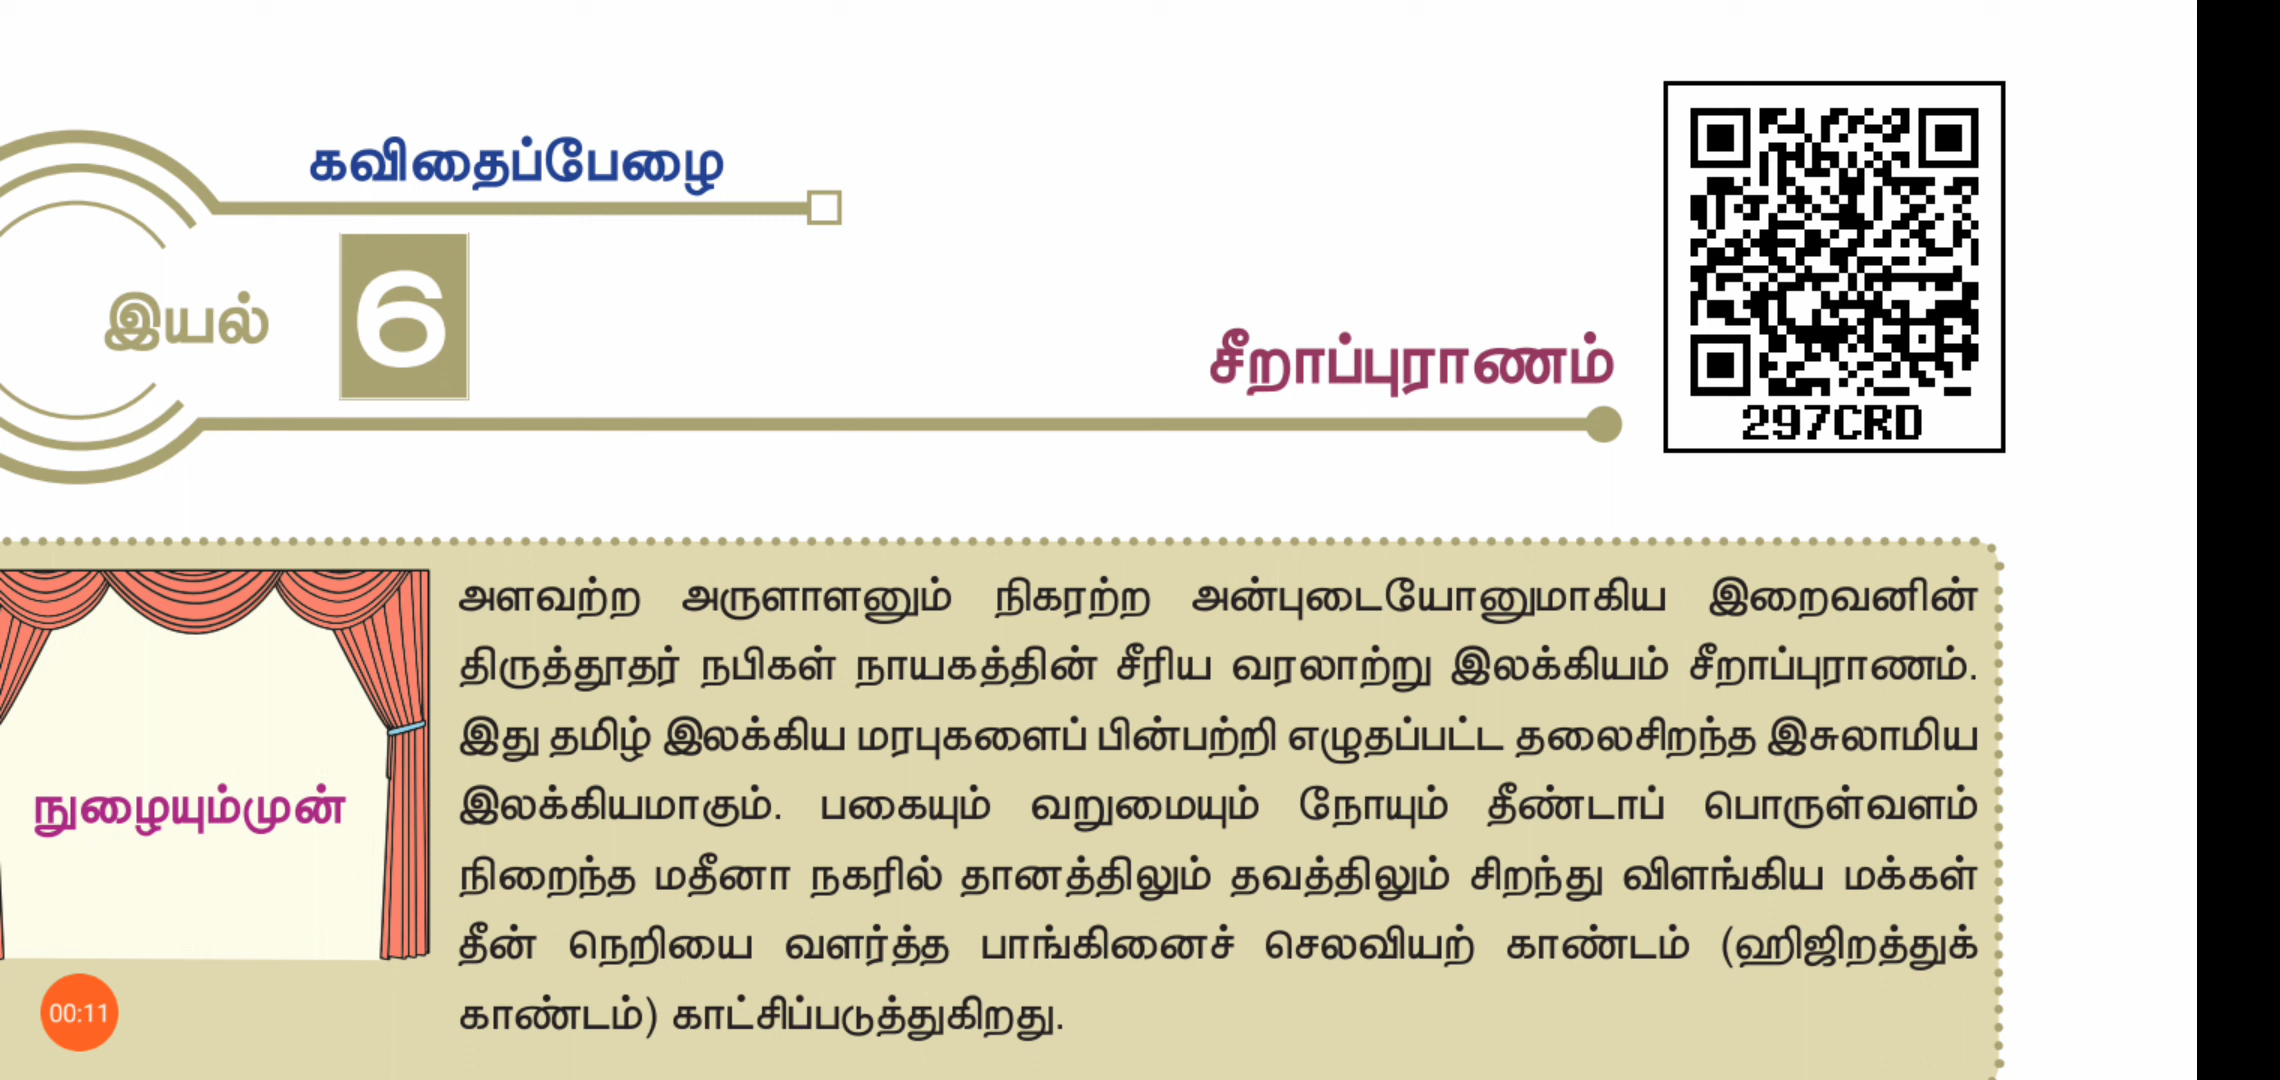 கவிதைப்பேழை
இயல் 6
சீறாப்புராணம்
297CRD
அளவற்ற அருளாளனும் நிகரற்ற அன்புடையோனுமாகிய இறைவனின்
திருத்தூதர் நபிகள் நாயகத்தின் சீரிய வரலாற்று இலக்கியம் சீறாப்புராணம்.
இது தமிழ் இலக்கிய மரபுகளைப் பின்பற்றி எழுதப்பட்ட தலைசிறந்த இசுலாமிய
இலக்கியமாகும். பகையும் வறுமையும் நோயும் தீண்டாப் பொருள்வளம்
நிறைந்த மதீனா நகரில் தானத்திலும் தவத்திலும் சிறந்து விளங்கிய மக்கள்
தீன் நெறியை வளர்த்த பாங்கினைச் செலவியற் காண்டம் (ஹிஜிறத்துக்
காண்டம்) காட்சிப்படுத்துகிறது.
நுழையும்முன்
00:11